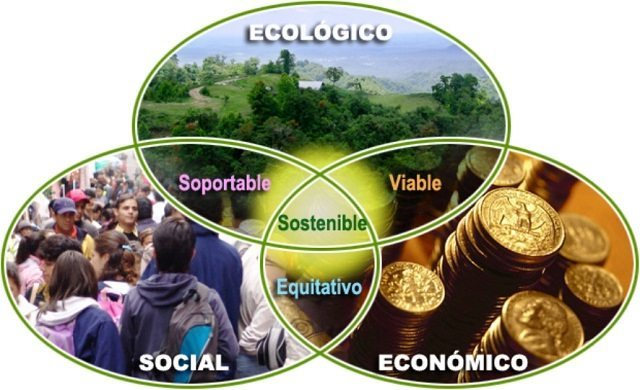 ECOLÓGICO
Soportable
Viable
Sostenible
Equitativo
SOCIAL
ECONÓMICO